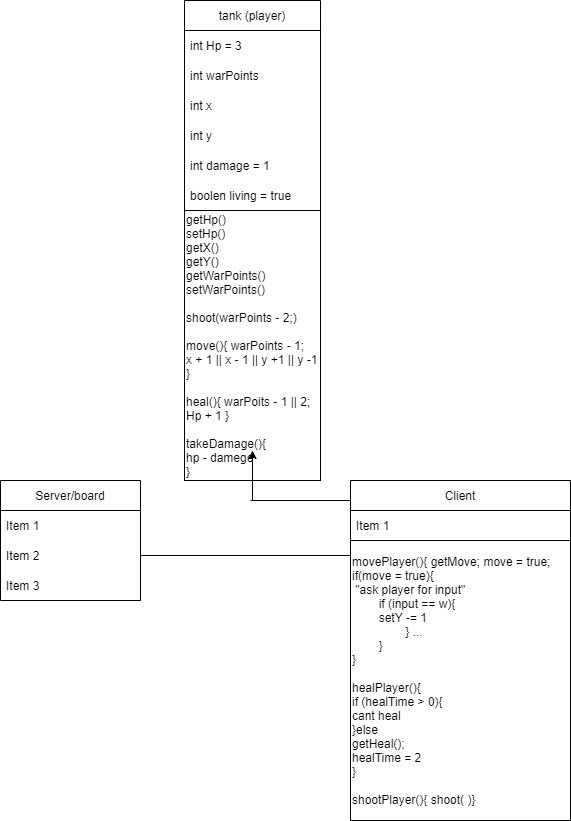 tank (player)
int Hp = 3
int warPoints
int x
int y
int damage = 1
boolen living = true
getHp()
setHp()
getX()
getY()
getWarPoints()
setWarPoints()
shoot(warPoints - 2;)
move(){ warPoints - 1;
x + 1 || x - 1 || y +1 || y -1
}
heal(){ warPoits - 1 || 2;
Hp + 1 }
takeDamage(){
hp - damege
}
Server/board
Item 1
Item 2
Item 3
Client
Item 1
movePlayer(){ getMove; move = true;
if(move = true){
"ask player for input"
if (input == w){
setY -= 1
} ...
}
}
healPlayer(){
if (healTime > 0){
cant heal
}else
getHeal();
healTime = 2
}
shootPlayer(){ shoot( )}